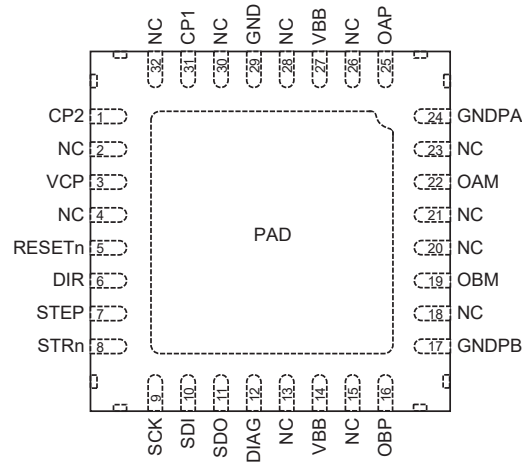 NC CP1 NC GND NC VBB NC OAP
32 31 30 29 28 27 26 25
CP2 1
NC 2
VCP 3
NC 4
RESETn 5
DIR 6
STEP 7
STRn 8
PAD
24 GNDPA
23 NC
22 OAM
21 NC
20 NC
19 OBM
18 NC
17 GNDPB
9 10 11 12 13 14 15 16
SCK SDI SDO DIAG NC VBB NC OBP